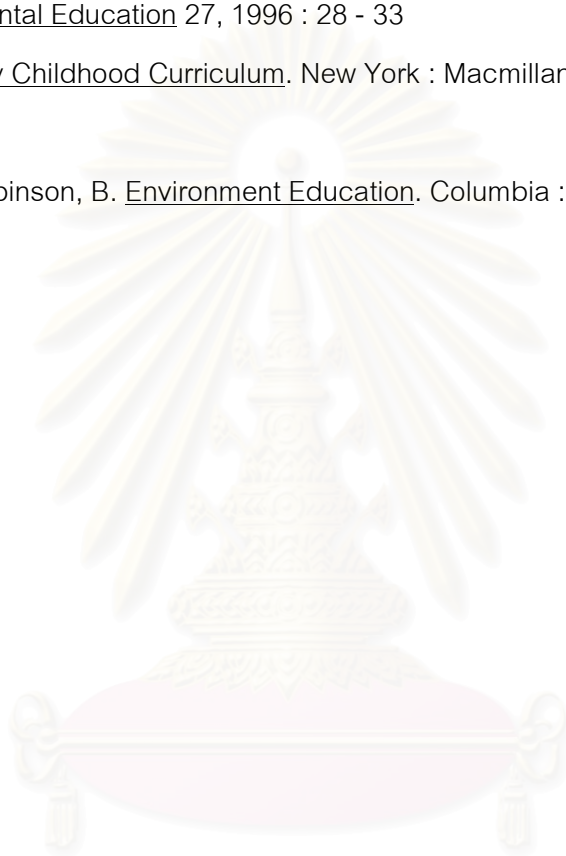 ntal Education 27, 1996 : 28 - 33
y Childhood Curriculum. New York : Macmillan
binson, B. Environment Education. Columbia :